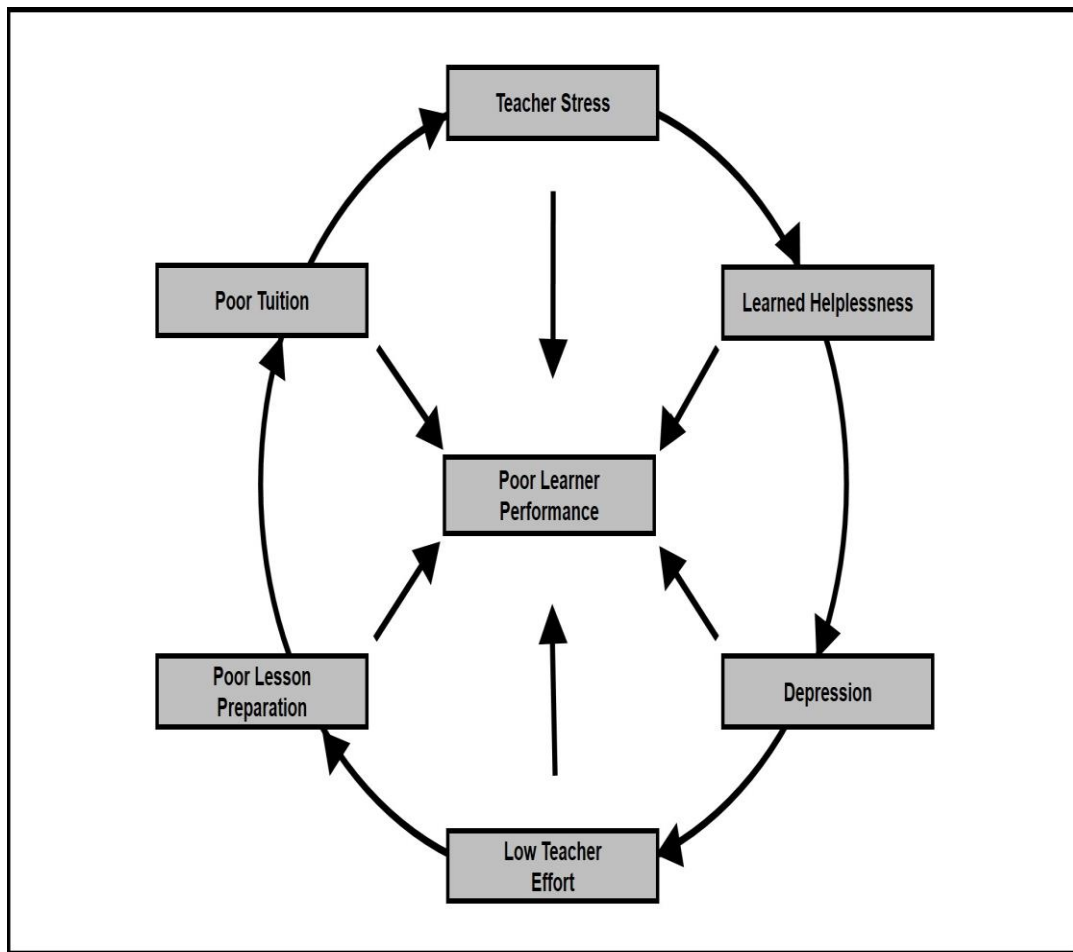 Teacher Stress
Poor Tuition
Learned Helplessness
Poor Learner
Performance
Poor Lesson
Preparation
Depression
Low Teacher
Effort